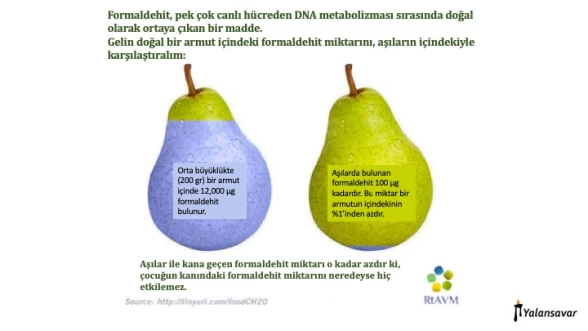 Formaldehit, pek çok canlı hücreden DNA metabolizması sırasında doğal
olarak ortaya çıkan bir madde.
Gelin doğal bir armut içindeki formaldehit miktarını, aşıların içindekiyle
karşılaştıralım:
Orta büyüklükte
(200 gr) bir armut
içinde 12,000 µg
formaldehit
bulunur.
Aşılarda bulunan
formaldehit 100 µg
kadardır. Bu miktar bir
armutun içindekinin
%1'inden azdır.
Aşılar ile kana geçen formaldehit miktarı o kadar azdır ki,
çocuğun kanındaki formaldehit miktarını neredeyse hiç
etkilemez.
RtAVM
Source: http://tinyurl.com/foodCH20
Yalansavar